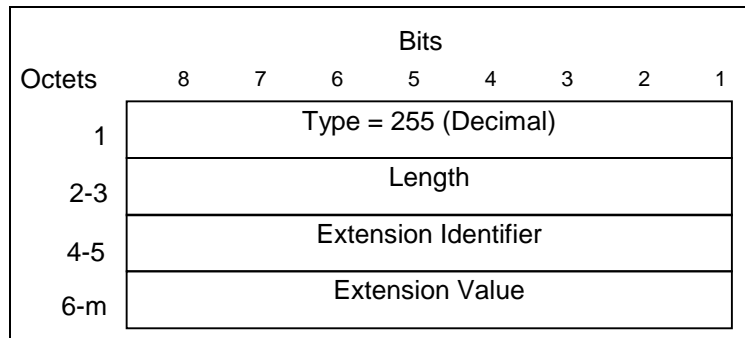 Bits
Octets 8 7 6 5 4 3 2 1
1 Type = 255 (Decimal)
2-3 Length
4-5 Extension Identifier
6-m Extension Value